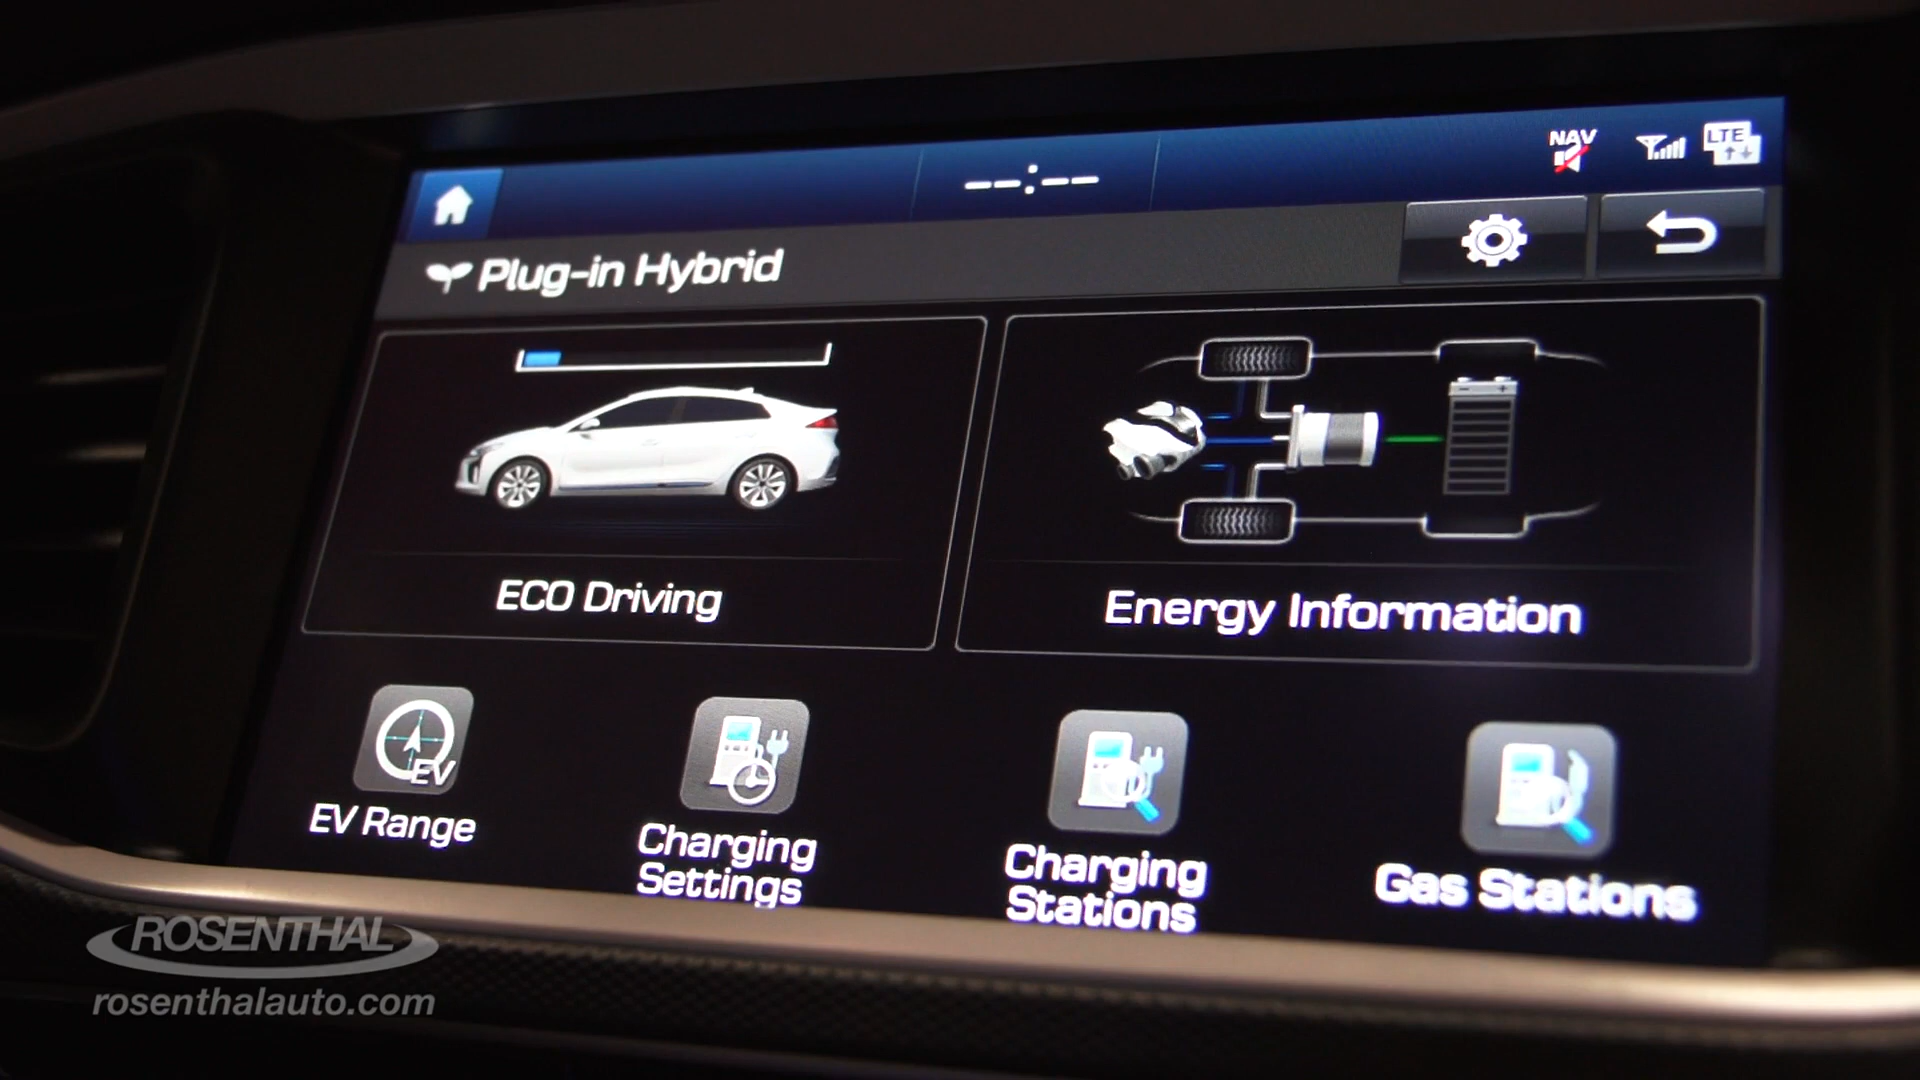 NAV
LTE
--:--
Plug-in Hybrid
ECO Driving
Energy Information
EV
EV Range
Charging
Settings
Charging
Stations
Gas Stations
ROSENTHAL
rosenthalauto.com